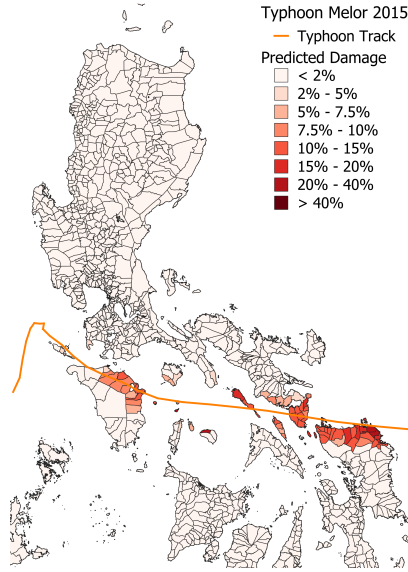 Typhoon Melor 2015
Typhoon Track
Predicted Damage
< 2%
2% - 5%
5% - 7.5%
7.5% - 10%
10% - 15%
15% - 20%
20% - 40%
> 40%